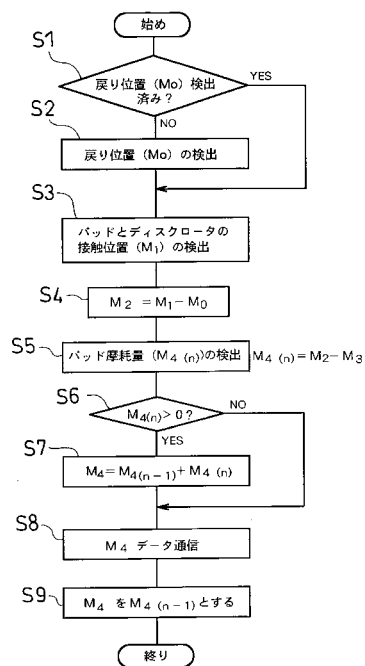 始め
S1
戻り位置(Mo)検出
済み?
YES
NO
S2
戻り位置(Mo)の検出
S3
パッドとディスクロータの
接触位置(M1)の検出
S4
M2 =M1−M0
S5
パッド摩耗量(M4 (n))の検出 M4 (n)=M2−M3
S6
M4(n)>0?
NO
YES
S7
M4=M4(n−1)+M4 (n)
S8
M4 データ通信
S9
M4 をM4 (n−1)とする
終り